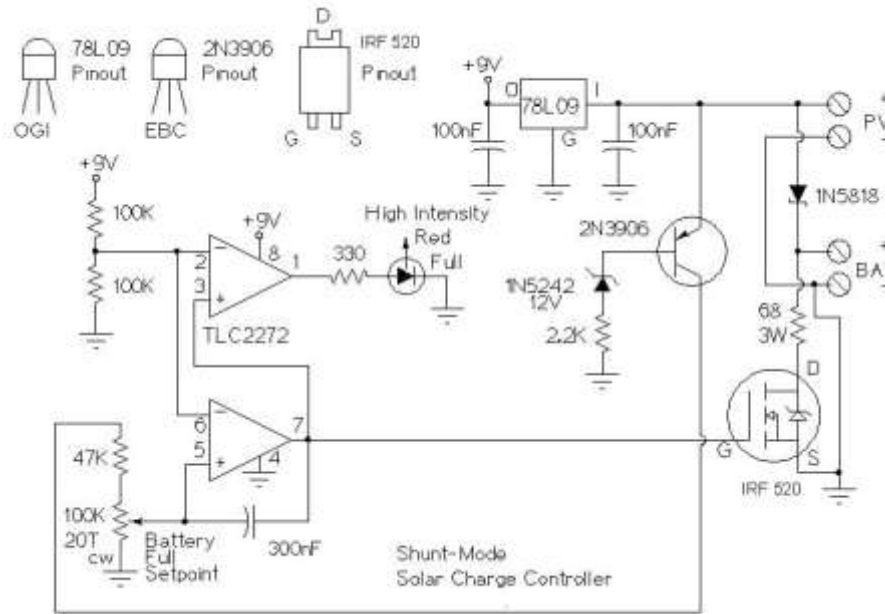 78L09
Pinout
OGI
2N3906
Pinout
EBC
D
IRF 520
Pinout
G
S
+9V
O
78L09
I
G
100nF
100nF
+
PV
-
1N5818
+
BA
-
2N3906
1N5242
12V
2.2K
68
3W
D
G
S
IRF 520
+9V
100K
100K
+9V
2
8
1
3
-
+
TLC2272
330
High Intensity
Red
Full
6
7
5
4
-
+
47K
100K
20T
cw
Battery
Full
Setpoint
300nF
Shunt-Mode
Solar Charge Controller